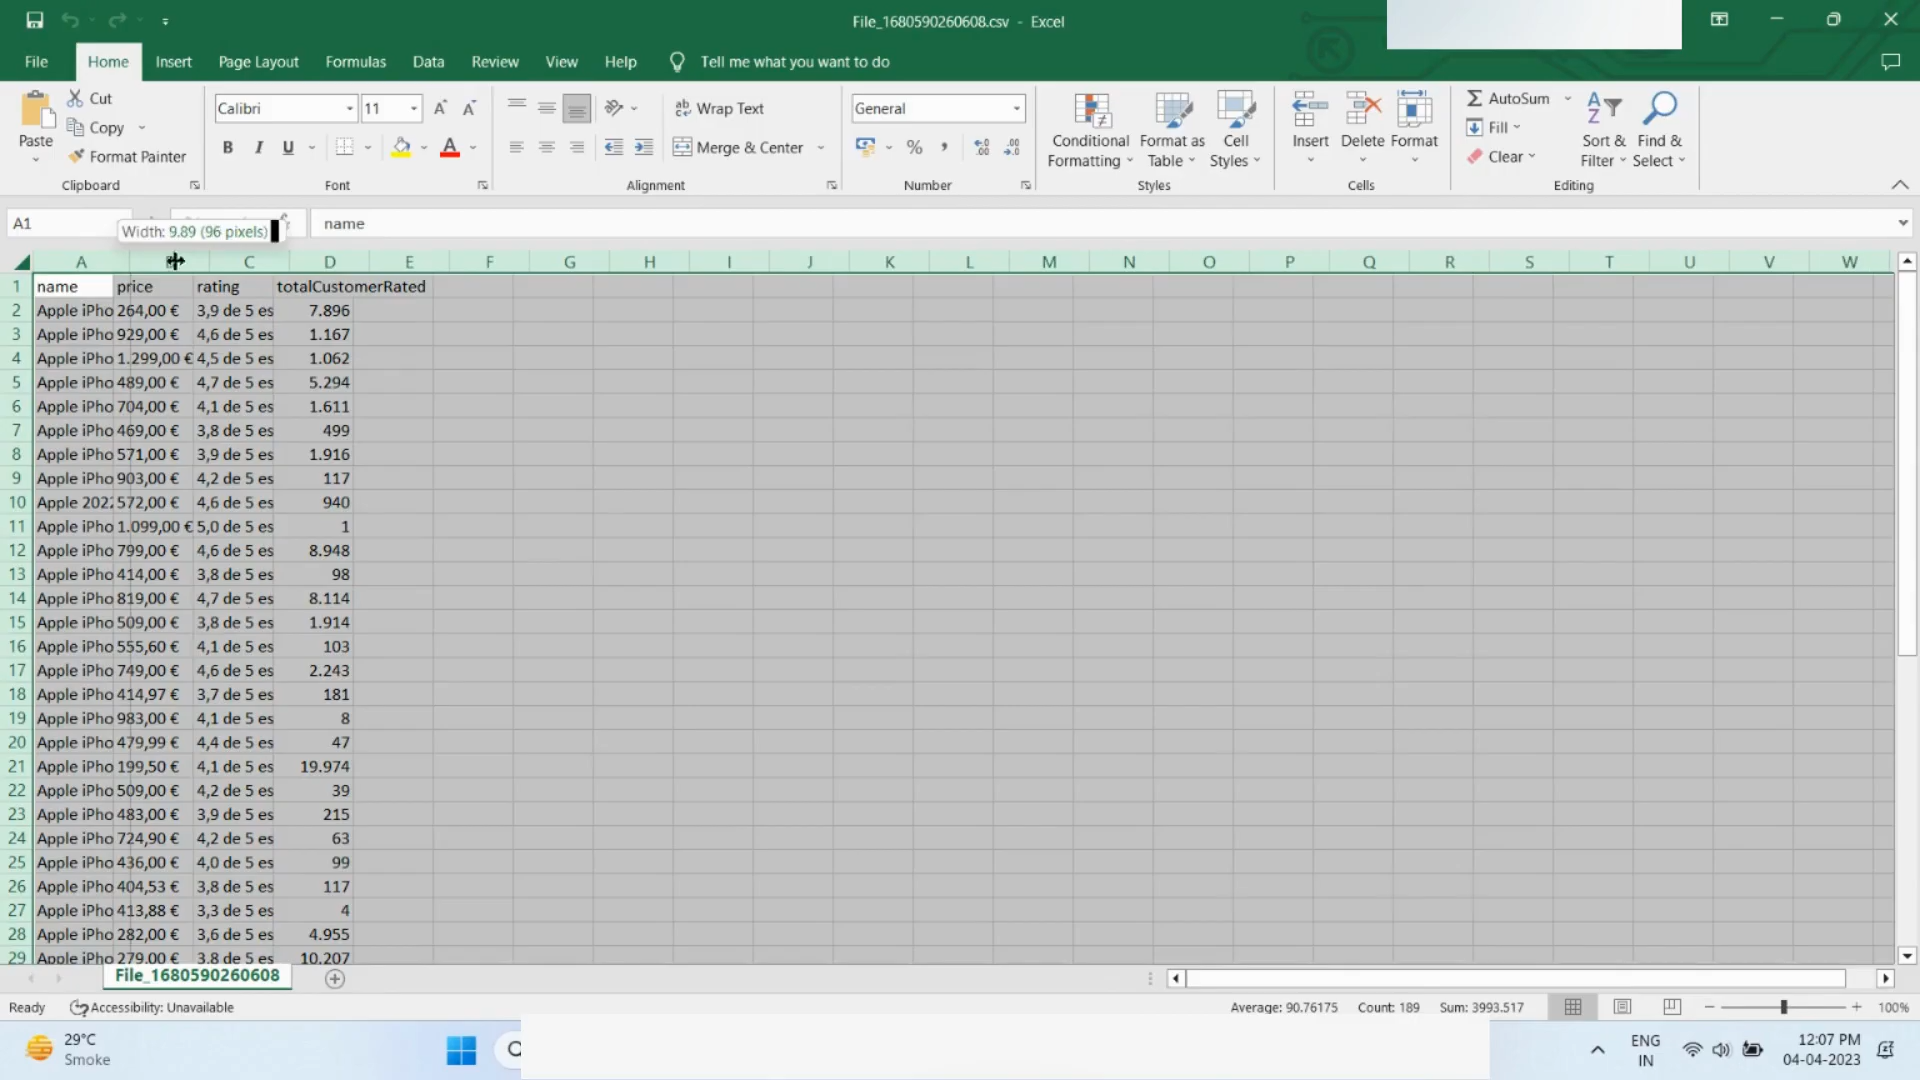 File_1680590260608.csv - Excel
File Home Insert Page Layout Formulas Data Review View Help Tell me what you want to do
Paste Cut Copy Format Painter Clipboard
Calibri 11 B I U Font
Wrap Text Merge & Center Alignment
General % Number
Conditional Formatting Format as Table Cell Styles Styles
Insert Delete Format Cells
AutoSum Fill Clear Sort & Filter Find & Select Editing
A1 name
Width: 9.89 (96 pixels)
A C D E F G H I J K L M N O P Q R S T U V W
1 name price rating totalCustomerRated
2 Apple iPho 264,00 € 3,9 de 5 es 7.896
3 Apple iPho 929,00 € 4,6 de 5 es 1.167
4 Apple iPho 1.299,00 € 4,5 de 5 es 1.062
5 Apple iPho 489,00 € 4,7 de 5 es 5.294
6 Apple iPho 704,00 € 4,1 de 5 es 1.611
7 Apple iPho 469,00 € 3,8 de 5 es 499
8 Apple iPho 571,00 € 3,9 de 5 es 1.916
9 Apple iPho 903,00 € 4,2 de 5 es 117
10 Apple 202 572,00 € 4,6 de 5 es 940
11 Apple iPho 1.099,00 € 5,0 de 5 es 1
12 Apple iPho 799,00 € 4,6 de 5 es 8.948
13 Apple iPho 414,00 € 3,8 de 5 es 98
14 Apple iPho 819,00 € 4,7 de 5 es 8.114
15 Apple iPho 509,00 € 3,8 de 5 es 1.914
16 Apple iPho 555,60 € 4,1 de 5 es 103
17 Apple iPho 749,00 € 4,6 de 5 es 2.243
18 Apple iPho 414,97 € 3,7 de 5 es 181
19 Apple iPho 983,00 € 4,1 de 5 es 8
20 Apple iPho 479,99 € 4,4 de 5 es 47
21 Apple iPho 199,50 € 4,1 de 5 es 19.974
22 Apple iPho 509,00 € 4,2 de 5 es 39
23 Apple iPho 483,00 € 3,9 de 5 es 215
24 Apple iPho 724,90 € 4,2 de 5 es 63
25 Apple iPho 436,00 € 4,0 de 5 es 99
26 Apple iPho 404,53 € 3,8 de 5 es 117
27 Apple iPho 413,88 € 3,3 de 5 es 4
28 Apple iPho 282,00 € 3,6 de 5 es 4.955
29 Apple iPho 279,00 € 3,8 de 5 es 10.207
File_1680590260608
Ready Accessibility: Unavailable Average: 90.76175 Count: 189 Sum: 3993.517 100%
29°C
Smoke
ENG
IN
12:07 PM
04-04-2023